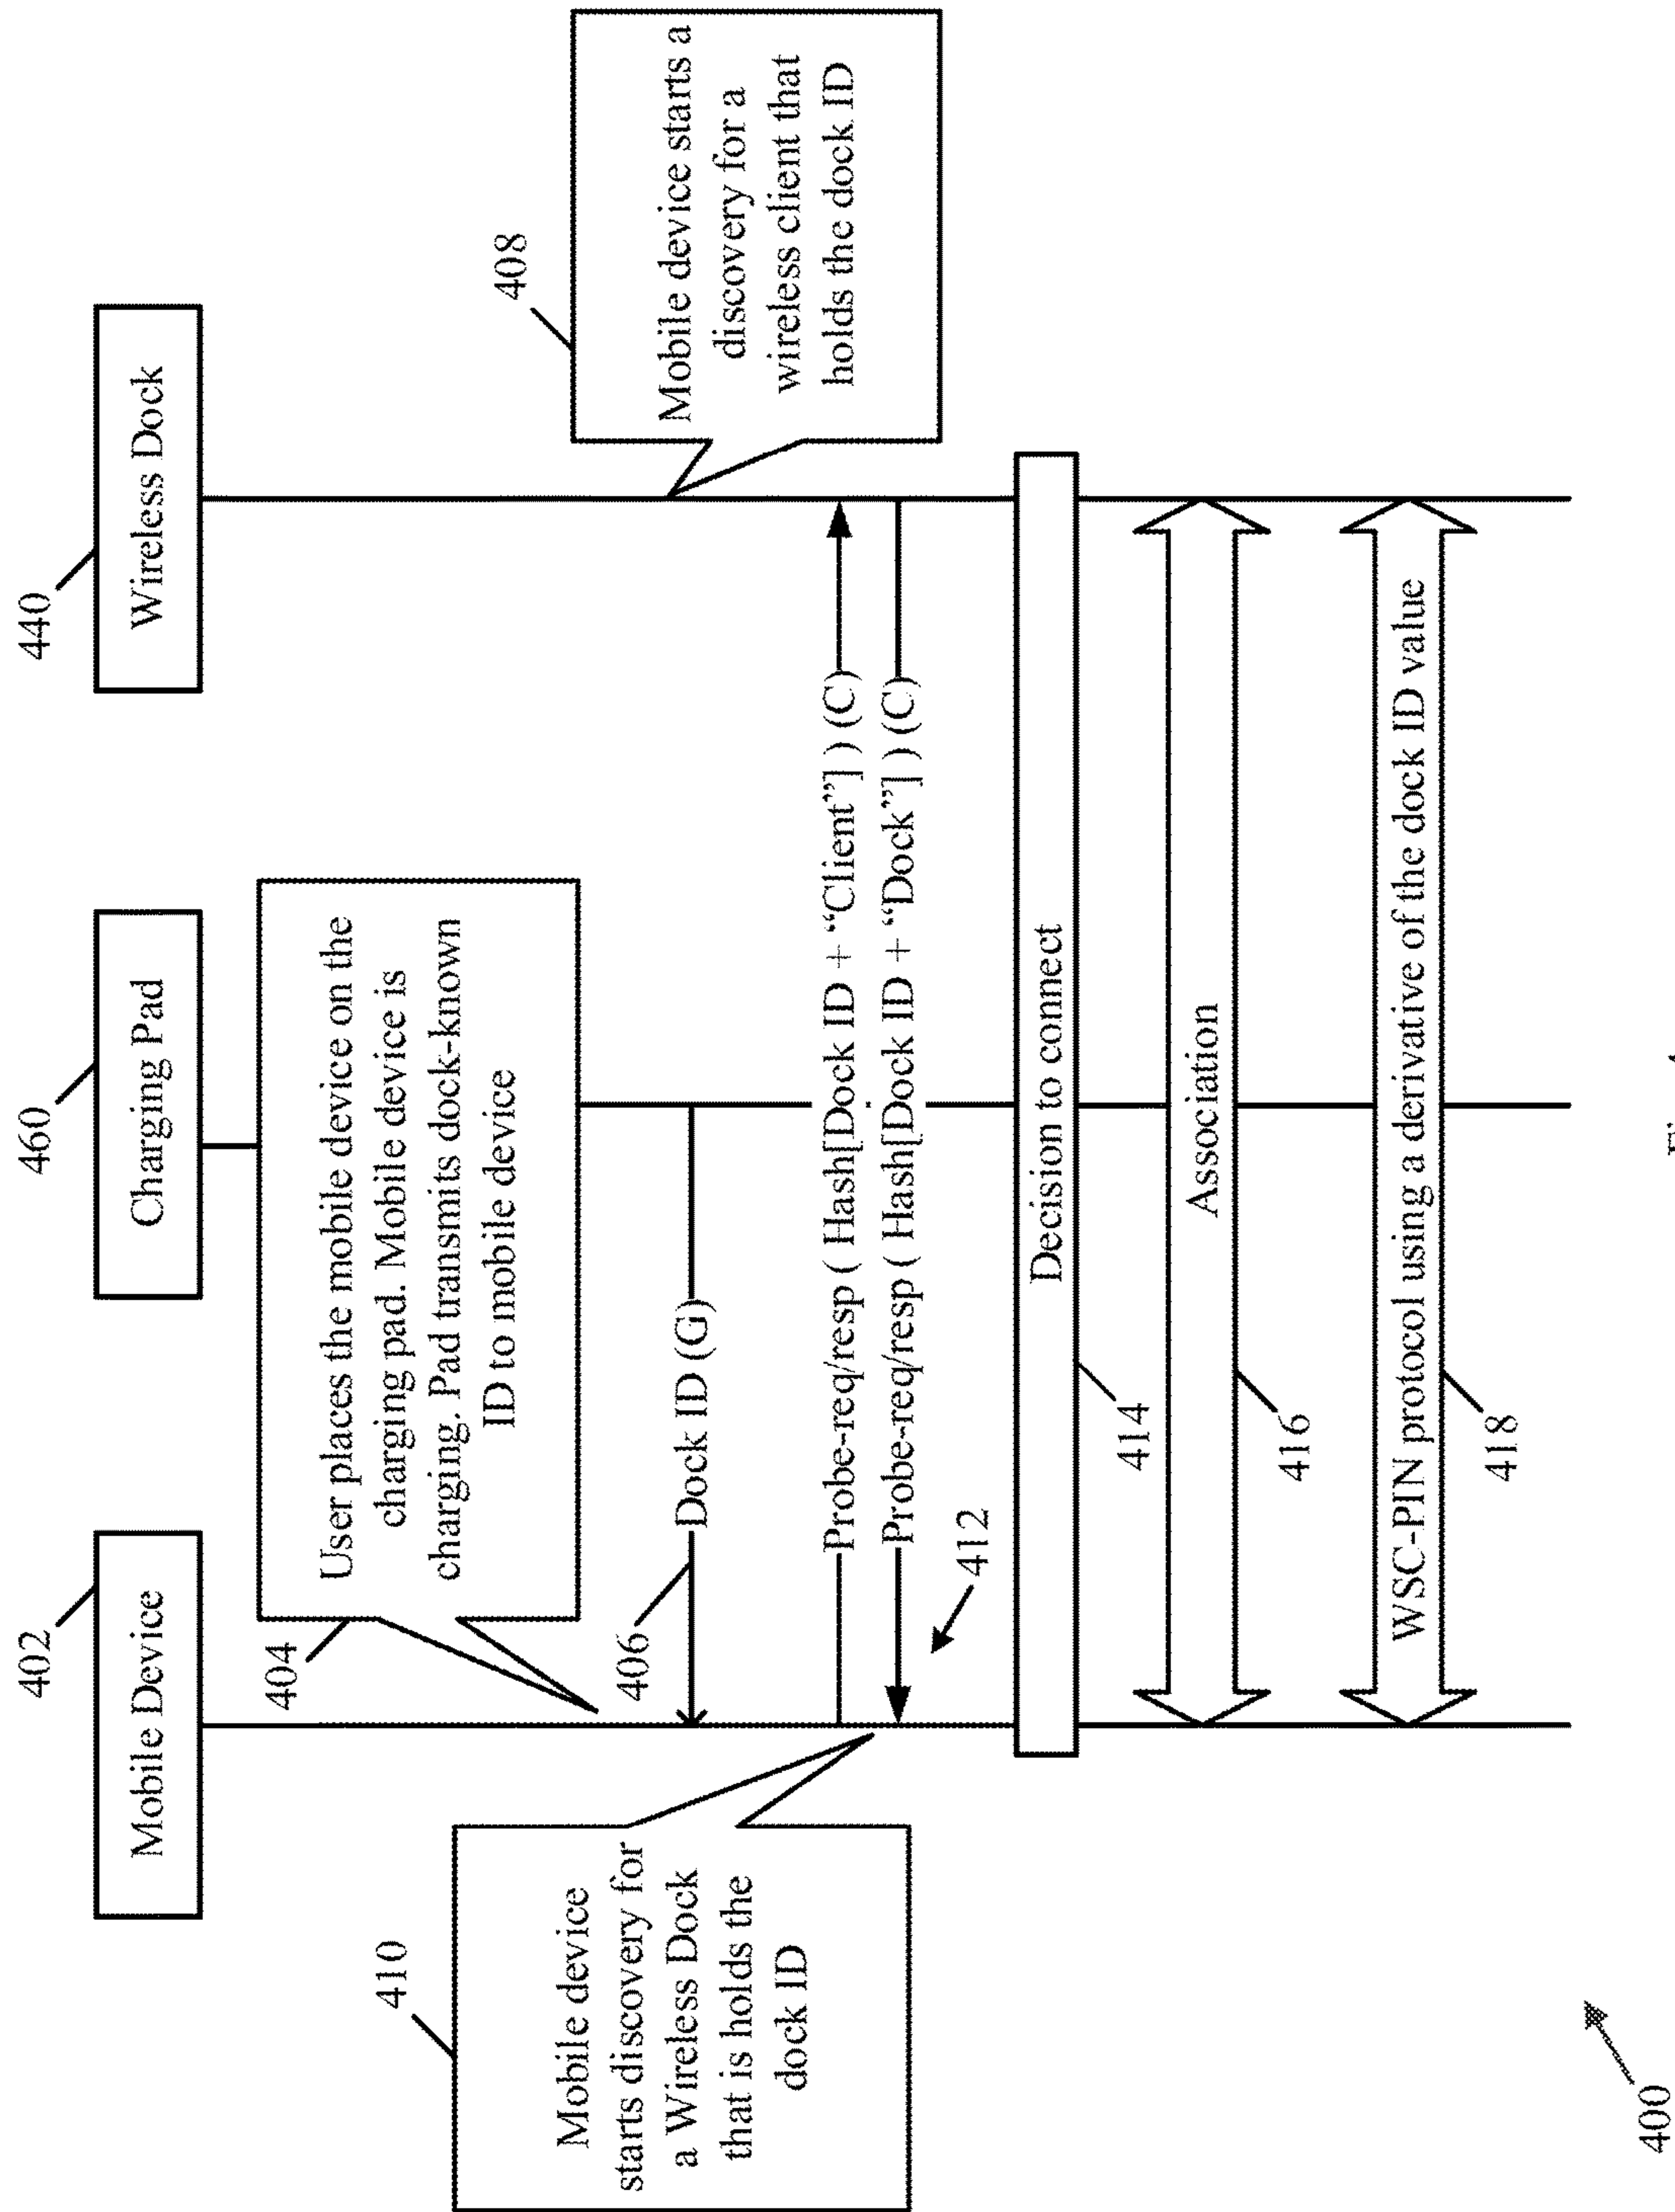 402
Mobile Device
460
Charging Pad
440
Wireless Dock
User places the mobile device on the
charging pad. Mobile device is
charging. Pad transmits dock-known
ID to mobile device
404
406
Dock ID (G)
408
Mobile device starts a
discovery for a
wireless client that
holds the dock ID
410
Mobile device
starts discovery for
a Wireless Dock
that is holds the
dock ID
Probe-req/resp ( Hash[Dock ID + “Client”] ) (C)
Probe-req/resp ( Hash[Dock ID + “Dock”] ) (C)
412
Decision to connect
414
Association
416
WSC-PIN protocol using a derivative of the dock ID value
418
400